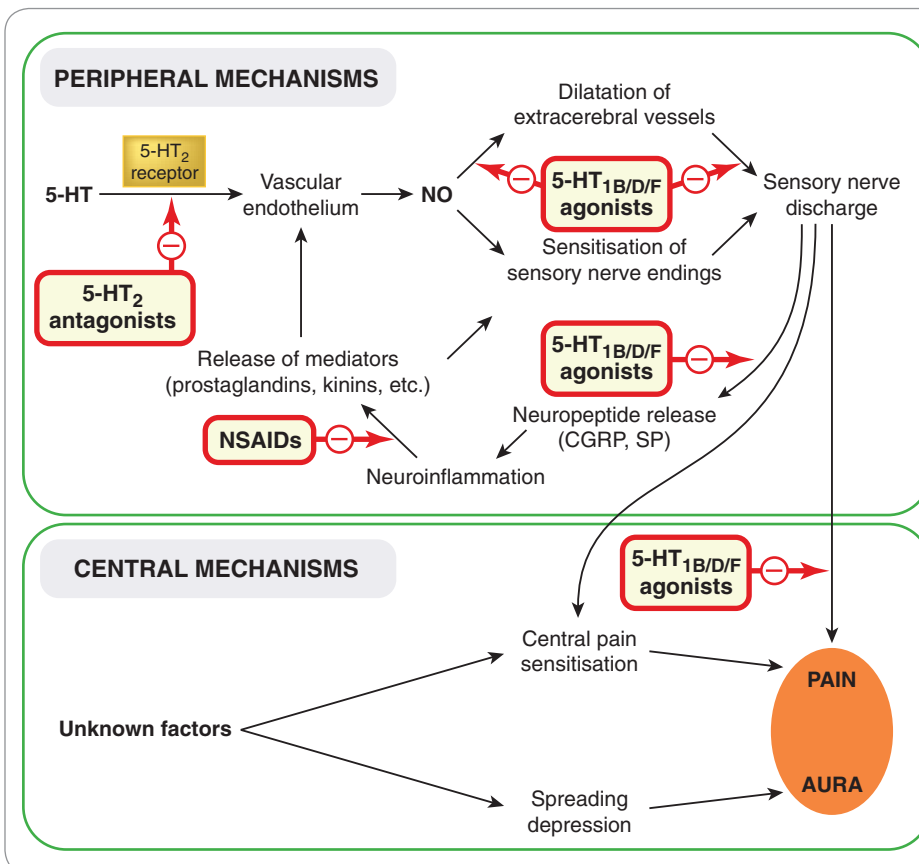 PERIPHERAL MECHANISMS
Dilatation of
extracerebral vessels
5-HT₂
receptor
5-HT
Vascular
endothelium
NO
5-HT₁B/D/F
agonists
Sensory nerve
discharge
5-HT₂
antagonists
Sensitisation of
sensory nerve endings
Release of mediators
(prostaglandins, kinins, etc.)
5-HT₁B/D/F
agonists
NSAIDs
Neuropeptide release
(CGRP, SP)
Neuroinflammation
CENTRAL MECHANISMS
5-HT₁B/D/F
agonists
Central pain
sensitisation
PAIN
Unknown factors
AURA
Spreading
depression